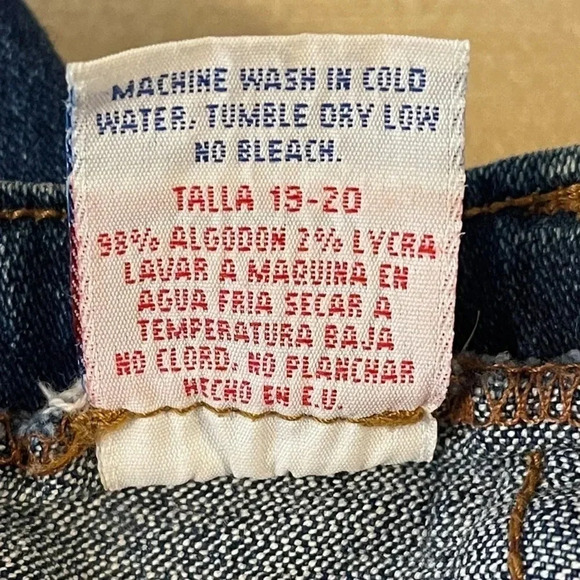 MACHINE WASH IN COLD
WATER. TUMBLE DRY LOW
NO BLEACH.
TALLA 19-20
98% ALGODON 2% LYCRA
LAVAR A MAQUINA EN
AGUA FRIA SECAR A
TEMPERATURA BAJA
NO CLORO. NO PLANCHAR
HECHO EN E.U.